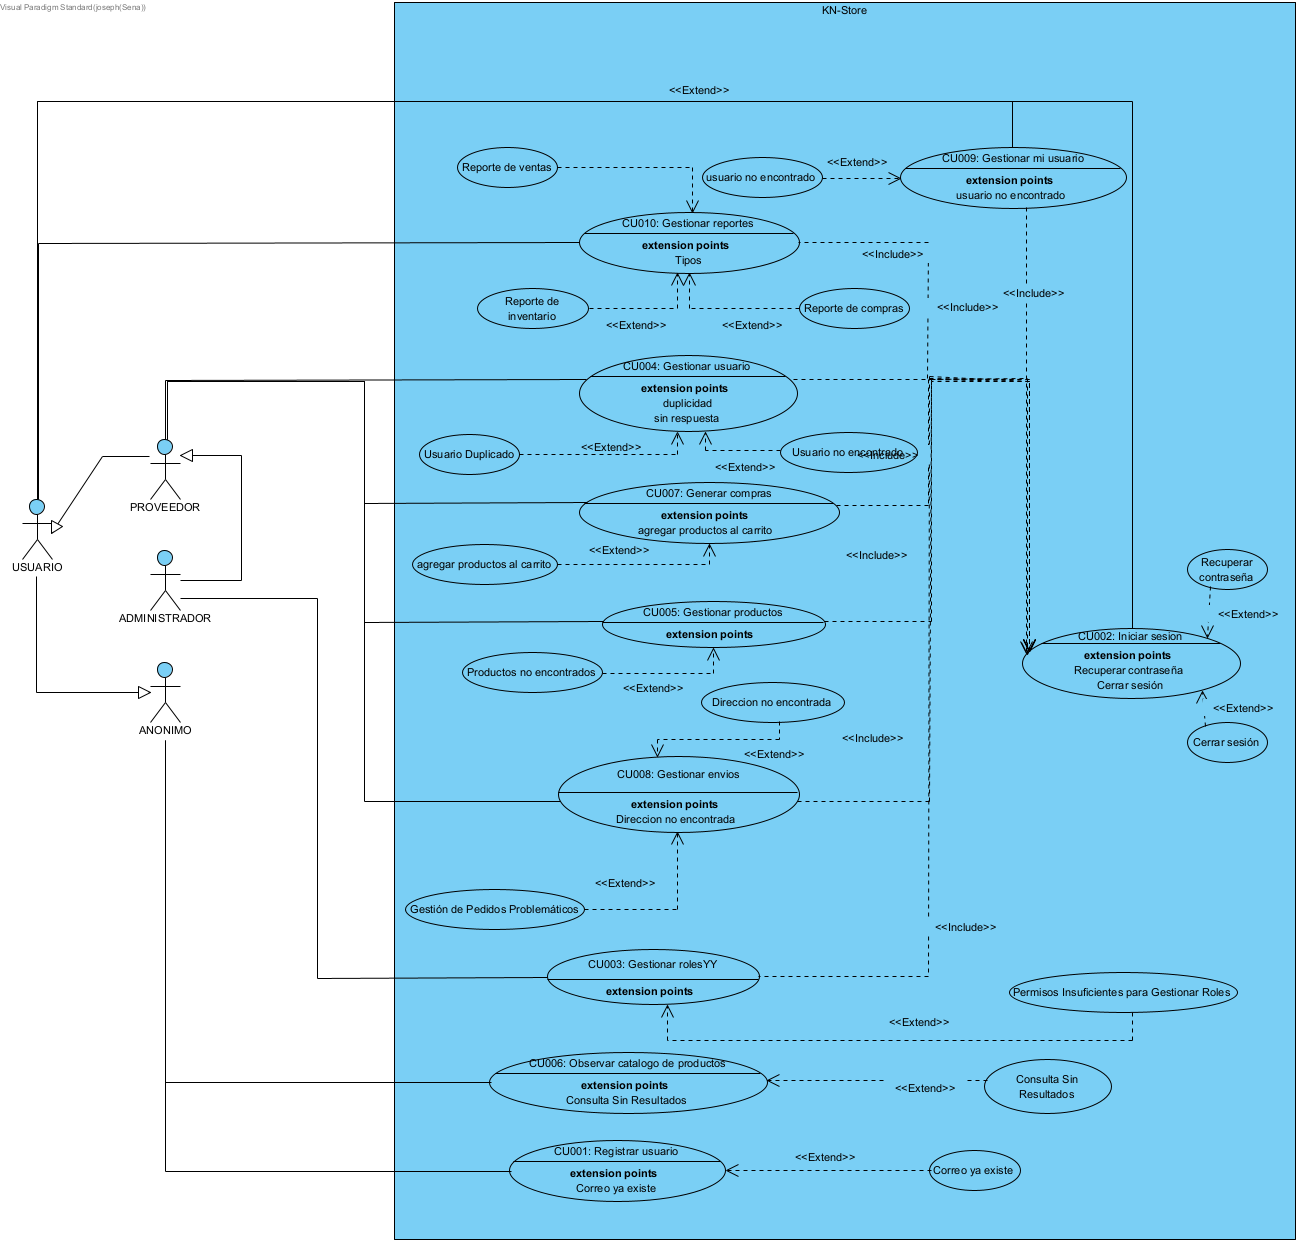 Visual Paradigm Standard(joseph(Sena))
KN-Store
<<Extend>>
CU009: Gestionar mi usuario
extension points
usuario no encontrado
<<Extend>>
usuario no encontrado
Reporte de ventas
CU010: Gestionar reportes
extension points
Tipos
<<Include>>
<<Include>>
<<Include>>
Reporte de
inventario
<<Extend>>
Reporte de compras
<<Extend>>
CU004: Gestionar usuario
extension points
duplicidad
sin respuesta
Usuario Duplicado
<<Extend>>
Usuario no encontrado
<<Include>>
<<Extend>>
CU007: Generar compras
extension points
agregar productos al carrito
PROVEEDOR
USUARIO
agregar productos al carrito
<<Extend>>
<<Include>>
Recuperar
contraseña
<<Extend>>
ADMINISTRADOR
CU005: Gestionar productos
extension points
CU002: Iniciar sesion
extension points
Recuperar contraseña
Cerrar sesión
Productos no encontrados
<<Extend>>
Direccion no encontrada
<<Extend>>
Cerrar sesión
ANONIMO
<<Include>>
<<Extend>>
CU008: Gestionar envios
extension points
Direccion no encontrada
<<Extend>>
Gestión de Pedidos Problemáticos
<<Include>>
CU003: Gestionar rolesYY
extension points
Permisos Insuficientes para Gestionar Roles
<<Extend>>
CU006: Observar catalogo de productos
extension points
Consulta Sin Resultados
<<Extend>>
Consulta Sin
Resultados
CU001: Registrar usuario
extension points
Correo ya existe
<<Extend>>
Correo ya existe